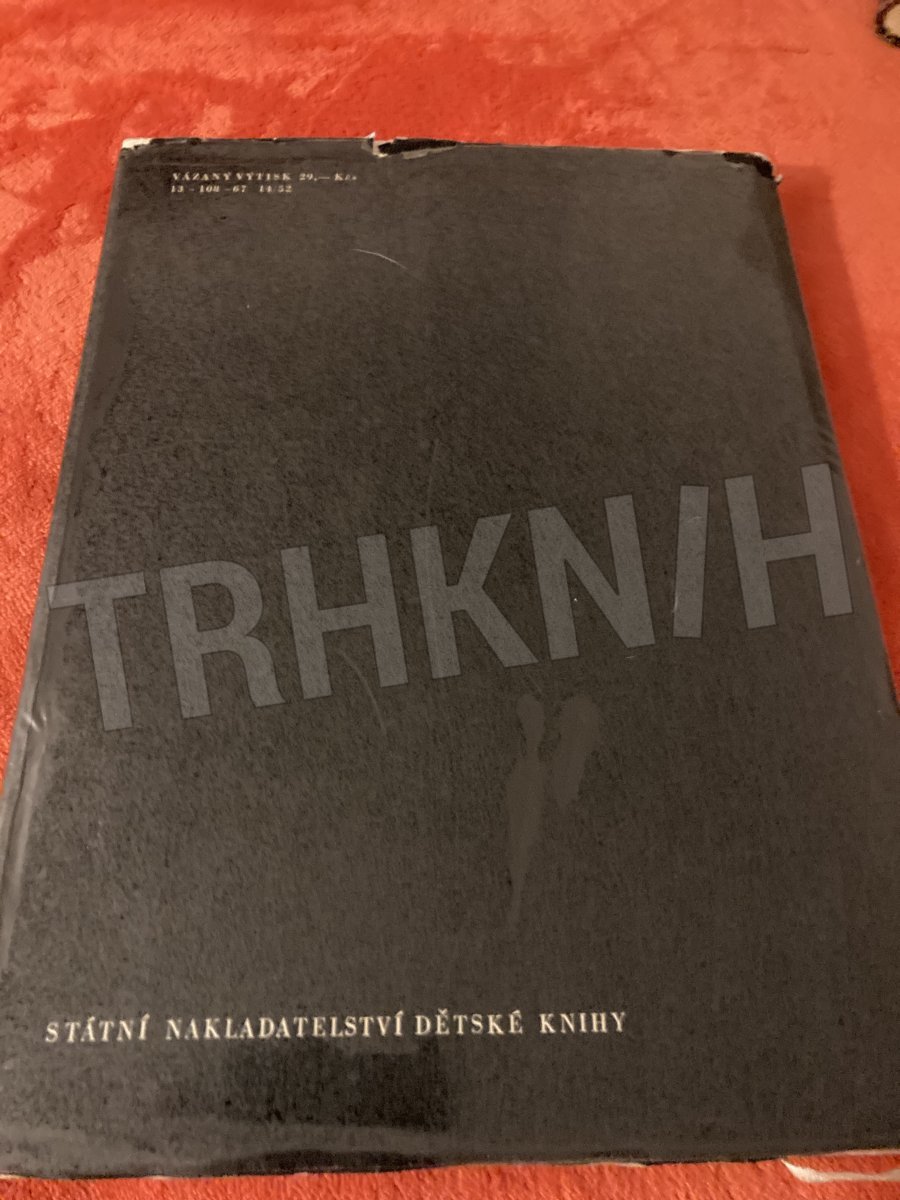 VÁZANÝ VÝTISK 29,— Kčs
13 - 108 - 67 14/52
TRHKNIH
STÁTNÍ NAKLADATELSTVÍ DĚTSKÉ KNIHY